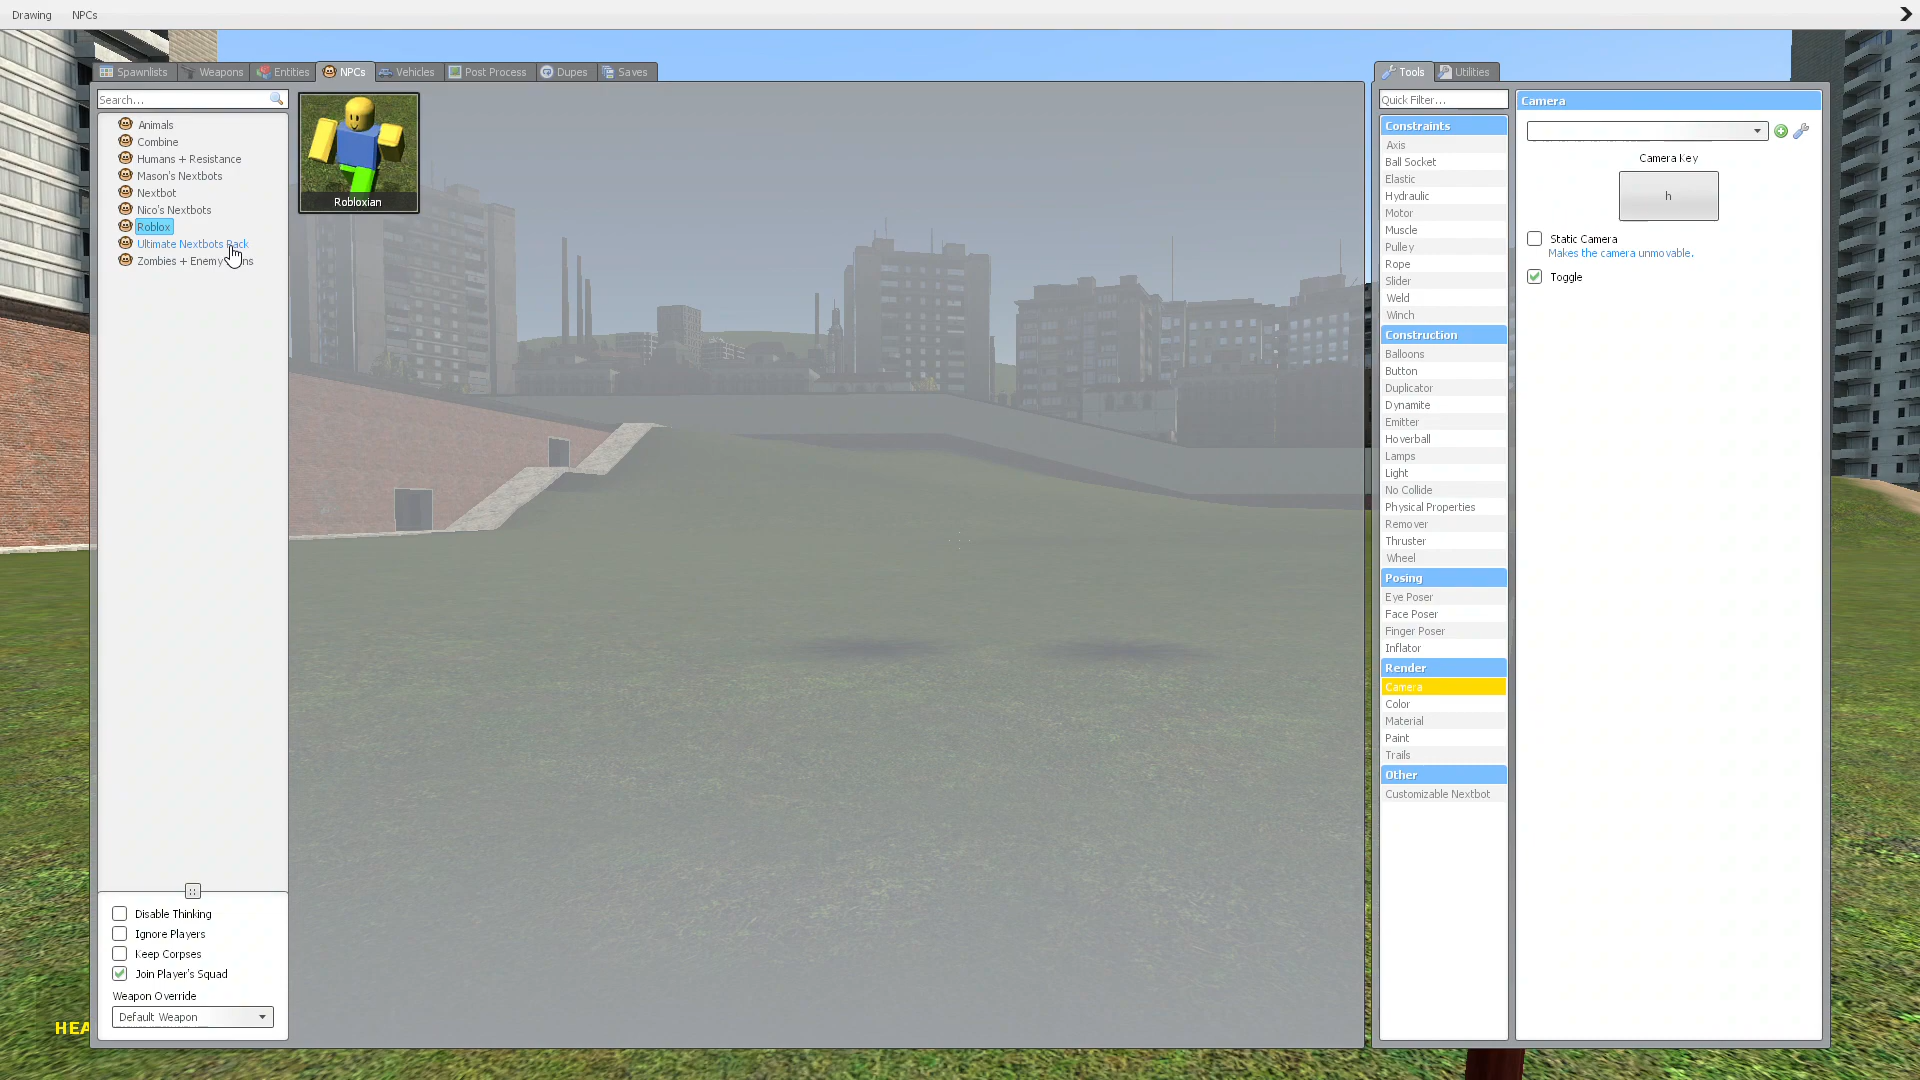 Drawing NPCs
Spawnlists Weapons Entities NPCs Vehicles Post Process Dupes Saves
Search...
Animals
Combine
Humans + Resistance
Mason's Nextbots
Nextbot
Nico's Nextbots
Roblox
Ultimate Nextbots Pack
Zombies + Enemy
Robloxian
Disable Thinking
Ignore Players
Keep Corpses
Join Player's Squad
Weapon Override
Default Weapon
HEA
Tools Utilities
Quick Filter...
Constraints
Axis
Ball Socket
Elastic
Hydraulic
Motor
Muscle
Pulley
Rope
Slider
Weld
Winch
Construction
Balloons
Button
Duplicator
Dynamite
Emitter
Hoverball
Lamps
Light
No Collide
Physical Properties
Remover
Thruster
Wheel
Posing
Eye Poser
Face Poser
Finger Poser
Inflator
Render
Camera
Color
Material
Paint
Trails
Other
Customizable Nextbot
Camera
Camera Key
h
Static Camera
Makes the camera unmovable.
Toggle